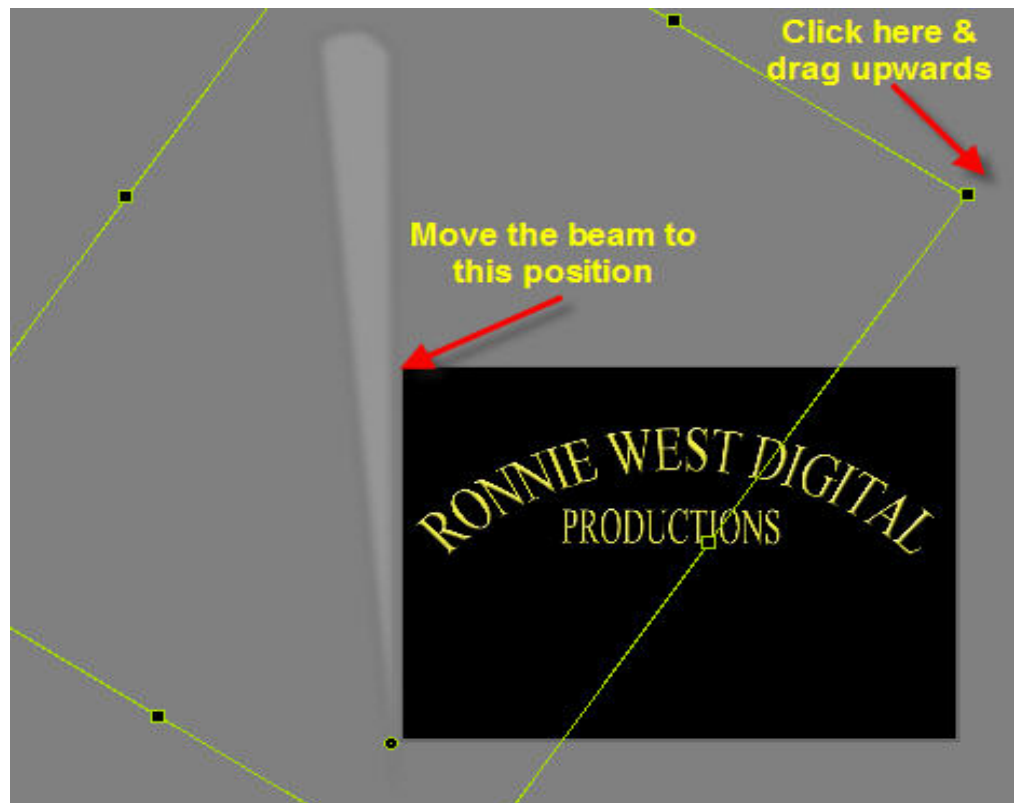 Click here &
drag upwards
Move the beam to
this position
RONNIE WEST DIGITAL
PRODUCTIONS